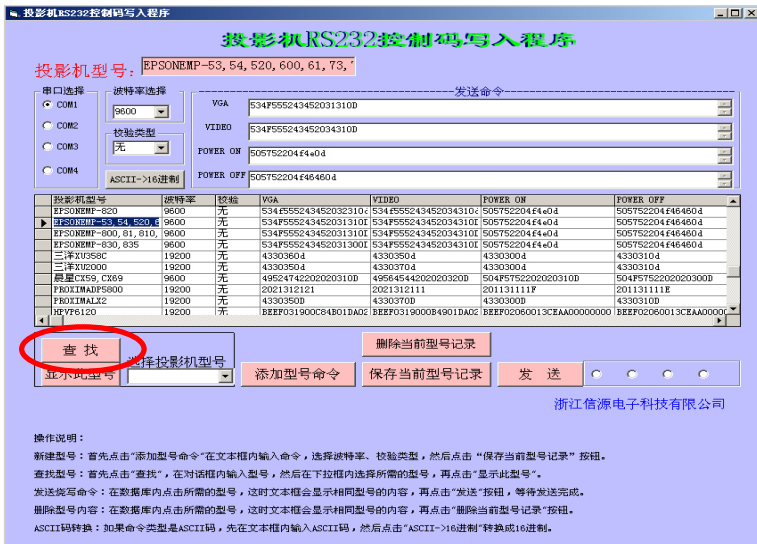 投影机RS232控制码写入程序
投影机RS232控制码写入程序
投影机型号: EPSONEMP-53,54,520,600,61,73,
串口选择 波特率选择 发送命令
COM1 9600 VGA 534F555243452031310D
COM2 校验类型 VIDEO 534F555243452034310D
COM3 无 POWER ON 505752204f4e0d
COM4 ASCII->16进制 POWER OFF 505752204f46460d
投影机型号 波特率 校验 VGA VIDEO POWER ON POWER OFF
EPSONEMP-820 9600 无 534f555243452032310d 534f555243452034310d 505752204f4e0d 505752204f46460d
EPSONEMP-53,54,520,6 9600 无 534F555243452031310D 534F555243452034310D 505752204f4e0d 505752204f46460d
EPSONEMP-800,81,810, 9600 无 534F555243452031310D 534F555243452034310D 505752204f4e0d 505752204f46460d
EPSONEMP-830,835 9600 无 534F555243452031300D 534F555243452034310D 505752204f4e0d 505752204f46460d
三洋XU358C 19200 无 4330360d 4330350d 4330300d 4330310d
三洋XU2000 19200 无 4330350d 4330370d 4330300d 4330310d
晨星CX59,CX69 9600 无 49524742202020310D 49564544202020320D 504F5752202020310D 504F5752202020300D
PROXIMADP5800 19200 无 2021312121 2021312111 201131111F 201131111E
PROXIMALX2 19200 无 4330350D 4330370D 4330300D 4330310D
HPVP6120 19200 无 BEEF031900C84B01DA02 BEEF0319000B4901DA02 BEEF02060013CEAA00000000 BEEF02060013CEAA0000
查 找 删除当前型号记录
显示此型号 选择投影机型号 添加型号命令 保存当前型号记录 发 送
浙江信源电子科技有限公司
操作说明：
新建型号：首先点击“添加型号命令”在文本框内输入命令，选择波特率、校验类型，然后点击“保存当前型号记录”按钮。
查找型号：首先点击“查找”，在对话框内输入型号，然后在下拉框内选择所需的型号，再点击“显示此型号”。
发送烧写命令：在数据库内点击所需的型号，这时文本框会显示相同型号的内容，再点击“发送”按钮，等待发送完成。
删除型号内容：在数据库内点击所需的型号，这时文本框会显示相同型号的内容，再点击“删除当前型号记录”按钮。
ASCII码转换：如果命令类型是ASCII码，先在文本框内输入ASCII码，然后点击“ASCII->16进制”转换成16进制。